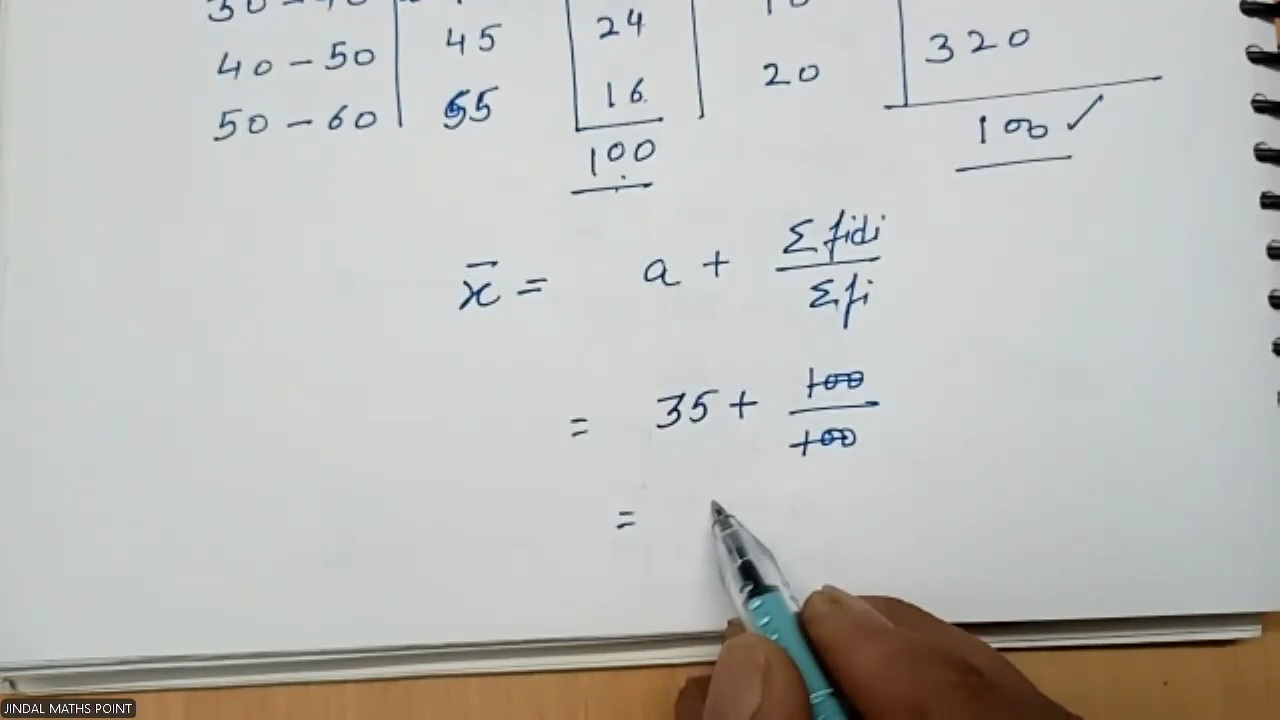 40 - 50 45 24 320
50 - 60 55 16 20
100 100 ✓
x̄ = a + Σfidi / Σfi
= 35 + 100 / 100
=
JINDAL MATHS POINT